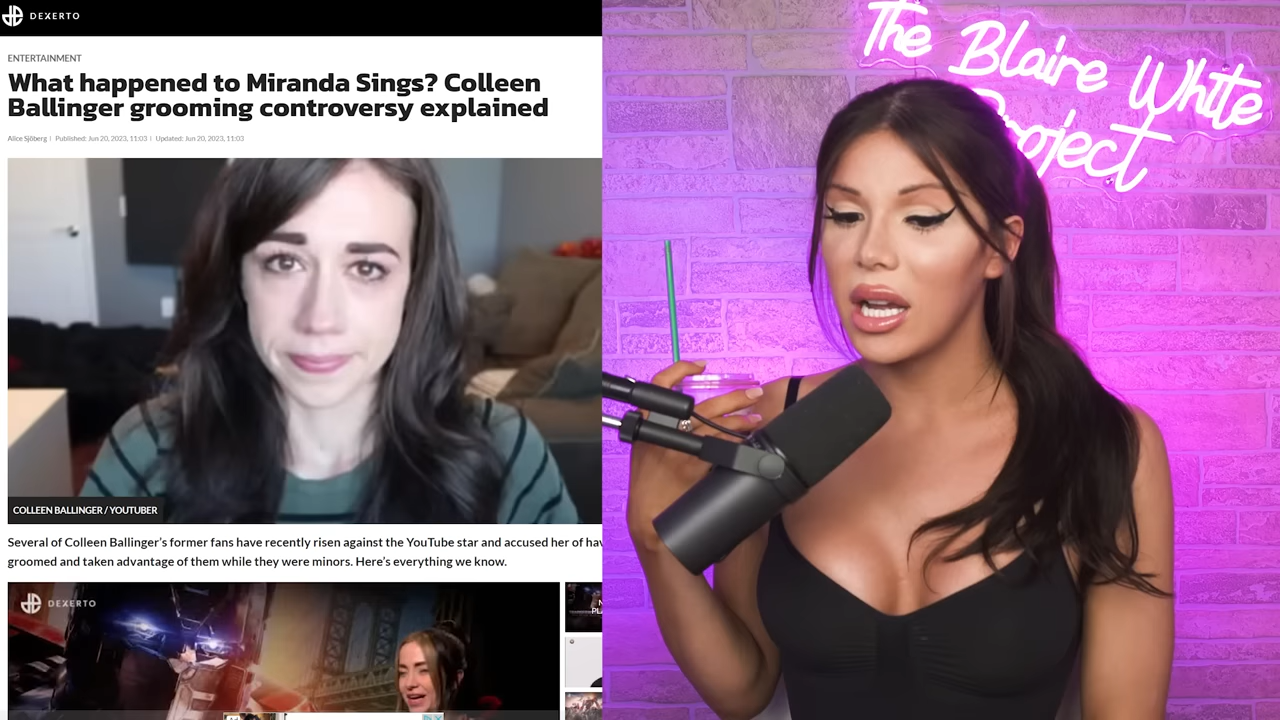 DEXERTO
ENTERTAINMENT
What happened to Miranda Sings? Colleen
Ballinger grooming controversy explained
Alice Sjöberg | Published: Jun 20, 2023, 11:03 | Updated: Jun 20, 2023, 11:03
COLLEEN BALLINGER / YOUTUBER
Several of Colleen Ballinger's former fans have recently risen against the YouTube star and accused her of
groomed and taken advantage of them while they were minors. Here's everything we know.
DEXERTO
The Blaire White
Project